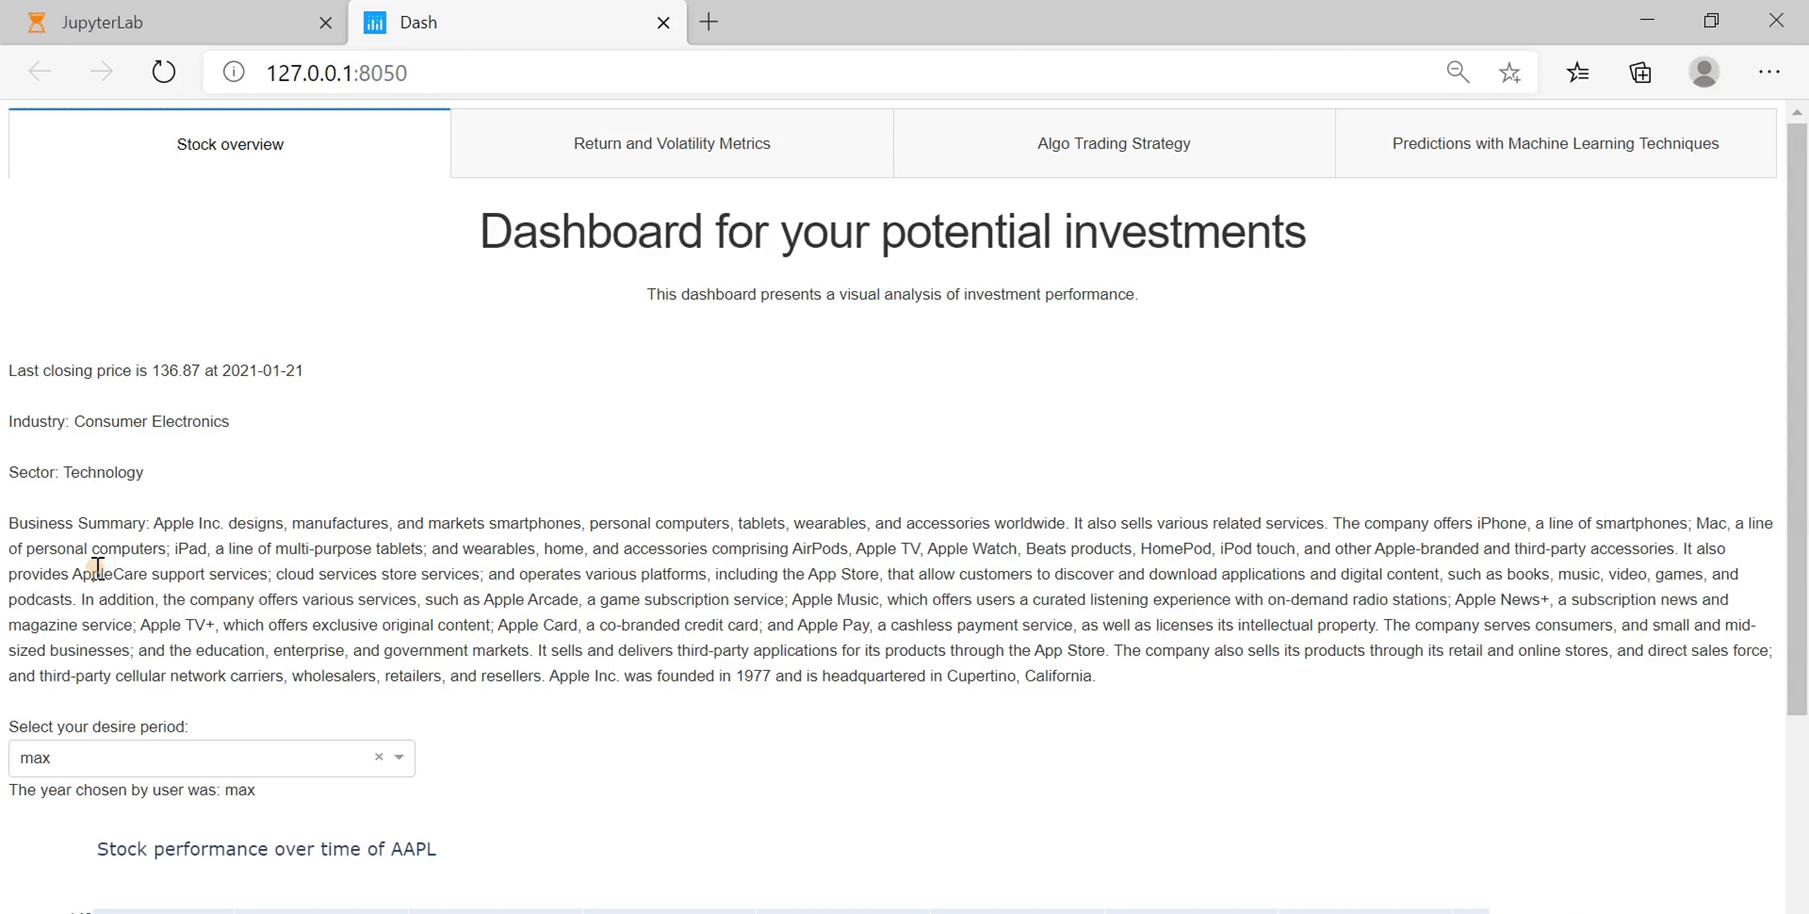 JupyterLab
Dash
127.0.0.1:8050
Stock overview
Return and Volatility Metrics
Algo Trading Strategy
Predictions with Machine Learning Techniques
Dashboard for your potential investments
This dashboard presents a visual analysis of investment performance.
Last closing price is 136.87 at 2021-01-21
Industry: Consumer Electronics
Sector: Technology
Business Summary: Apple Inc. designs, manufactures, and markets smartphones, personal computers, tablets, wearables, and accessories worldwide. It also sells various related services. The company offers iPhone, a line of smartphones; Mac, a line
of personal computers; iPad, a line of multi-purpose tablets; and wearables, home, and accessories comprising AirPods, Apple TV, Apple Watch, Beats products, HomePod, iPod touch, and other Apple-branded and third-party accessories. It also
provides AppleCare support services; cloud services store services; and operates various platforms, including the App Store, that allow customers to discover and download applications and digital content, such as books, music, video, games, and
podcasts. In addition, the company offers various services, such as Apple Arcade, a game subscription service; Apple Music, which offers users a curated listening experience with on-demand radio stations; Apple News+, a subscription news and
magazine service; Apple TV+, which offers exclusive original content; Apple Card, a co-branded credit card; and Apple Pay, a cashless payment service, as well as licenses its intellectual property. The company serves consumers, and small and mid-
sized businesses; and the education, enterprise, and government markets. It sells and delivers third-party applications for its products through the App Store. The company also sells its products through its retail and online stores, and direct sales force;
and third-party cellular network carriers, wholesalers, retailers, and resellers. Apple Inc. was founded in 1977 and is headquartered in Cupertino, California.
Select your desire period:
max
The year chosen by user was: max
Stock performance over time of AAPL